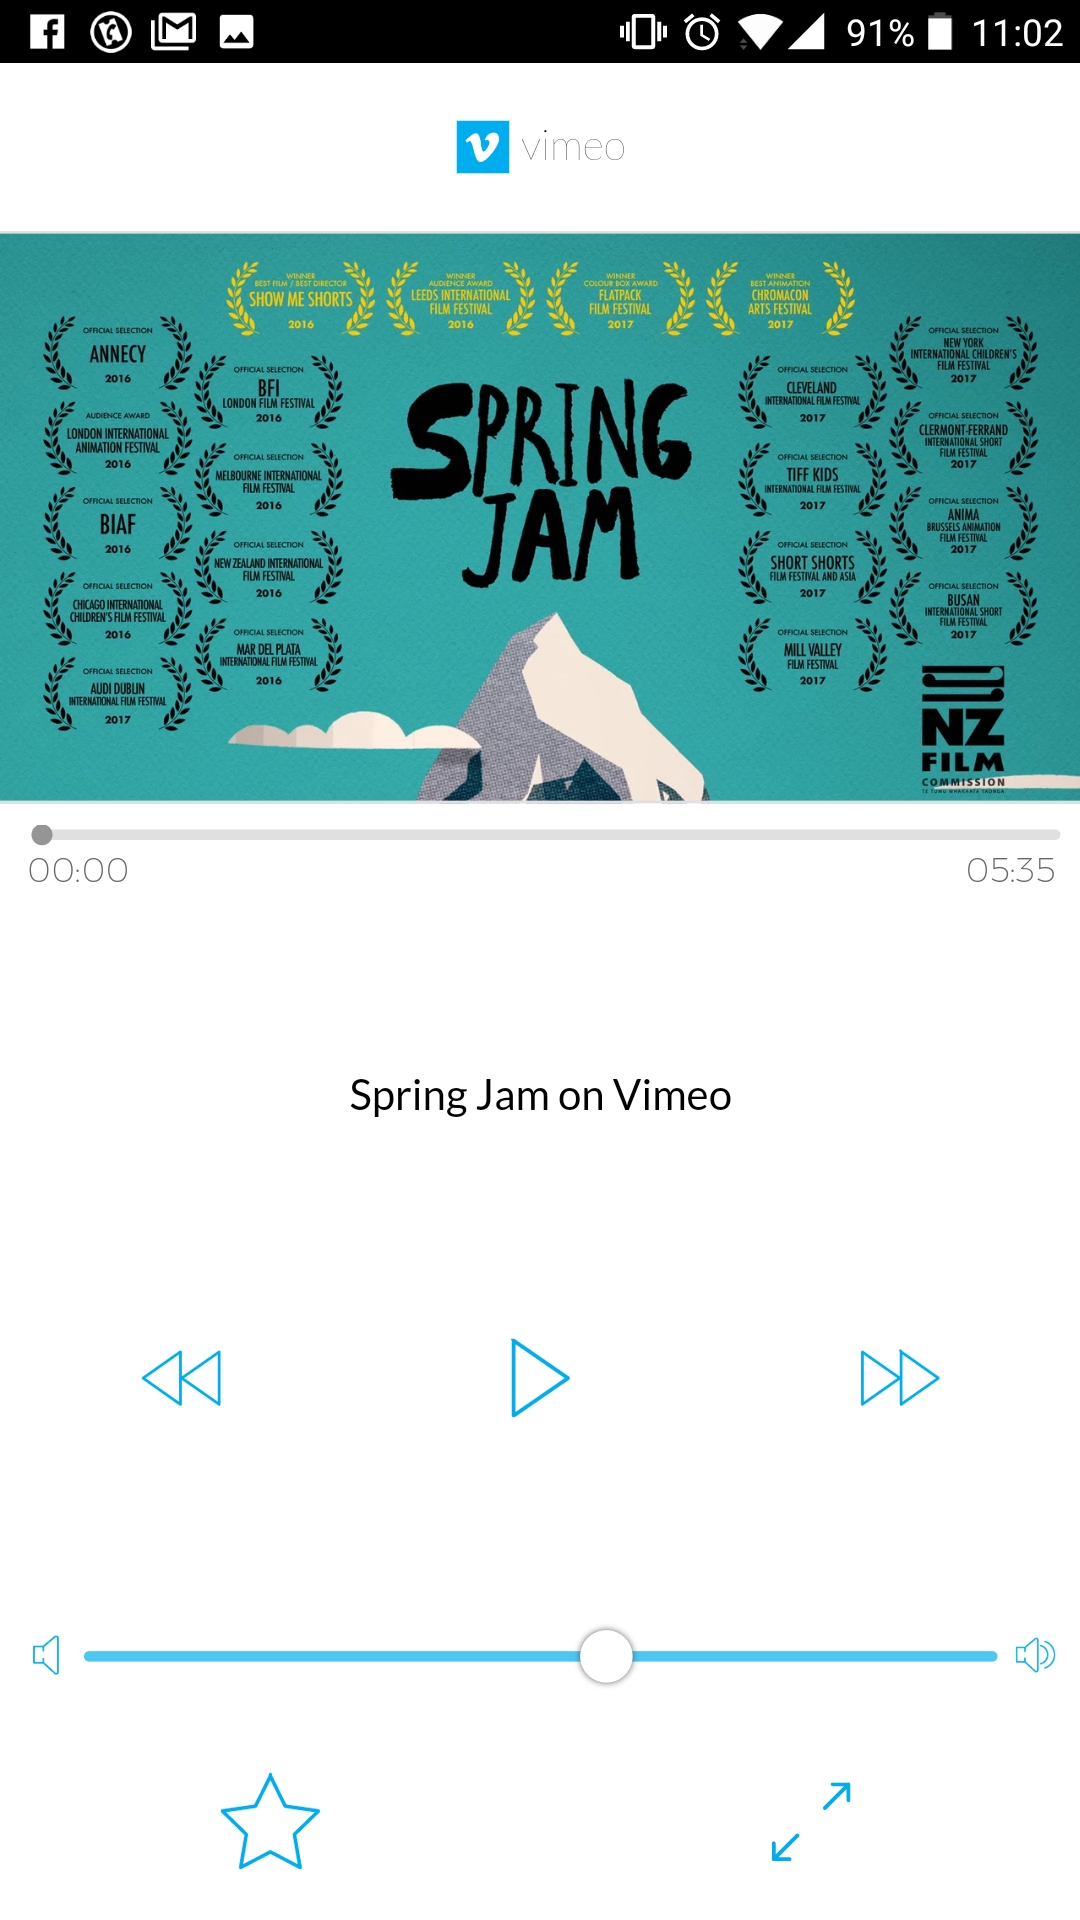 91% 11:02
vimeo
WINNER
BEST FILM / BEST DIRECTOR
SHOW ME SHORTS
2016
WINNER
AUDIENCE AWARD
LEEDS INTERNATIONAL
FILM FESTIVAL
2016
WINNER
COLOUR BOX AWARD
FLATPACK
FILM FESTIVAL
2017
WINNER
BEST ANIMATION
CHROMACON
ARTS FESTIVAL
2017
OFFICIAL SELECTION
ANNECY
2016
AUDIENCE AWARD
LONDON INTERNATIONAL
ANIMATION FESTIVAL
2016
OFFICIAL SELECTION
BIAF
2016
OFFICIAL SELECTION
CHICAGO INTERNATIONAL
CHILDREN'S FILM FESTIVAL
2016
OFFICIAL SELECTION
AUDI DUBLIN
INTERNATIONAL FILM FESTIVAL
2017
OFFICIAL SELECTION
BFI
LONDON FILM FESTIVAL
2016
OFFICIAL SELECTION
MELBOURNE INTERNATIONAL
FILM FESTIVAL
2016
OFFICIAL SELECTION
NEW ZEALAND INTERNATIONAL
FILM FESTIVAL
2016
OFFICIAL SELECTION
MAR DEL PLATA
INTERNATIONAL FILM FESTIVAL
2016
SPRING
JAM
OFFICIAL SELECTION
CLEVELAND
INTERNATIONAL FILM FESTIVAL
2017
OFFICIAL SELECTION
TIFF KIDS
INTERNATIONAL FILM FESTIVAL
2017
OFFICIAL SELECTION
SHORT SHORTS
FILM FESTIVAL AND ASIA
2017
OFFICIAL SELECTION
MILL VALLEY
FILM FESTIVAL
2017
OFFICIAL SELECTION
NEW YORK
INTERNATIONAL CHILDREN'S
FILM FESTIVAL
2017
OFFICIAL SELECTION
CLERMONT-FERRAND
INTERNATIONAL SHORT
FILM FESTIVAL
2017
OFFICIAL SELECTION
ANIMA
BRUSSELS ANIMATION
FILM FESTIVAL
2017
OFFICIAL SELECTION
BUSAN
INTERNATIONAL SHORT
FILM FESTIVAL
2017
NZ
FILM
COMMISSION
TE TUMU WHAKAATA TAONGA
00:00
05:35
Spring Jam on Vimeo